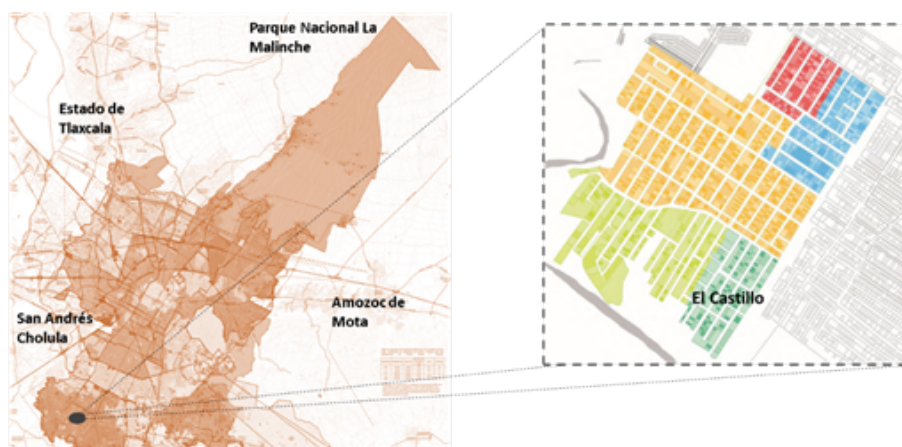 Parque Nacional La
Malinche
Estado de
Tlaxcala
San Andrés
Cholula
Amozoc de
Mota
El Castillo